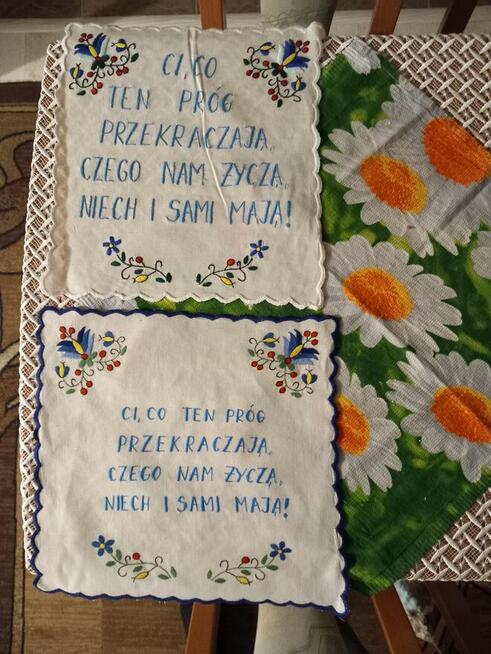 CI, CO
TEN PRÓG
PRZEKRACZAJĄ,
CZEGO NAM ŻYCZĄ,
NIECH I SAMI MAJĄ!
CI, CO TEN PRÓG
PRZEKRACZAJĄ,
CZEGO NAM ŻYCZĄ,
NIECH I SAMI MAJĄ!